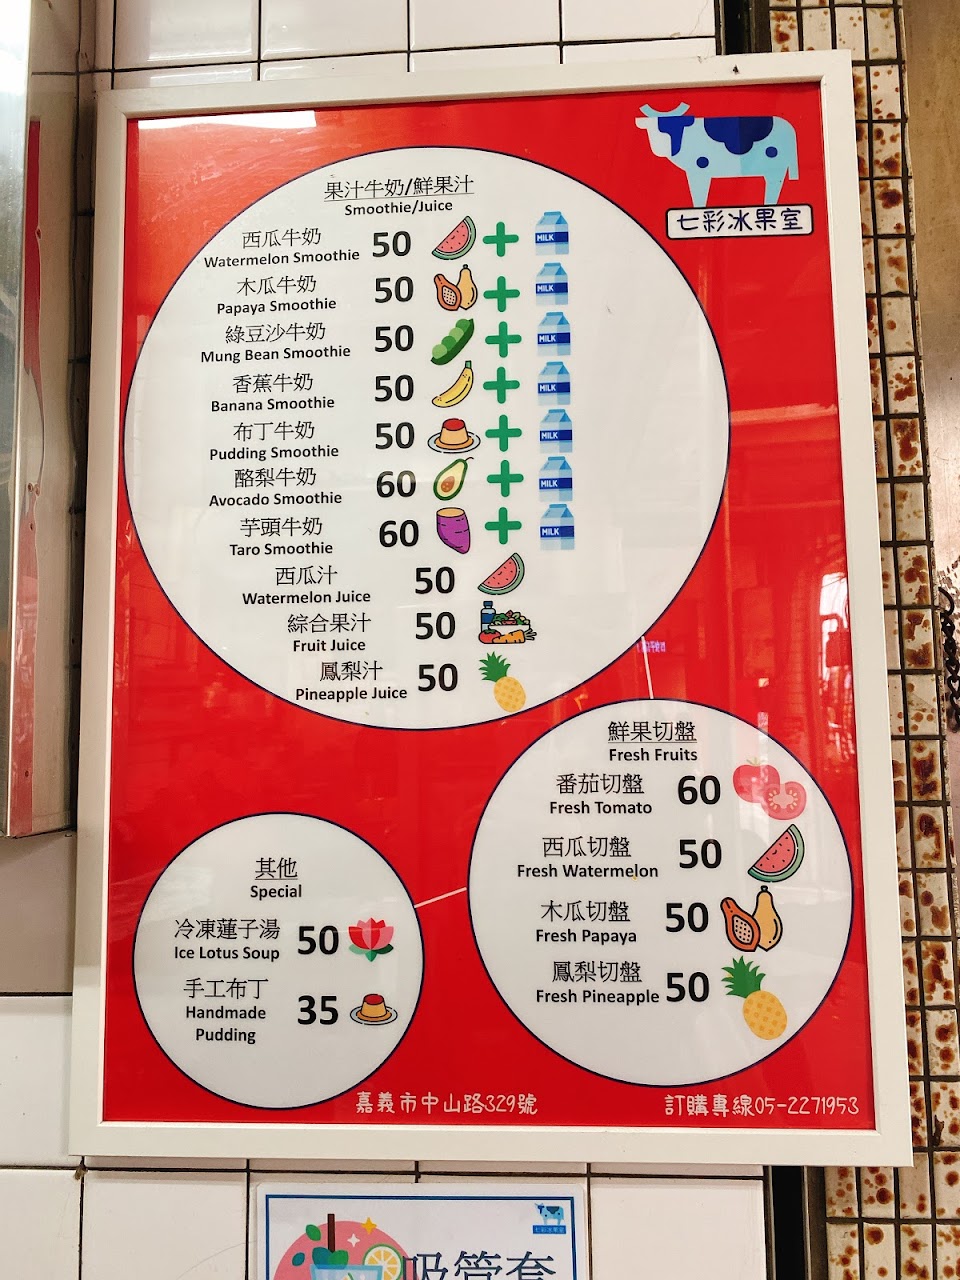 七彩冰果室
果汁牛奶/鮮果汁
Smoothie/Juice
西瓜牛奶 50
Watermelon Smoothie
MILK
木瓜牛奶 50
Papaya Smoothie
MILK
綠豆沙牛奶 50
Mung Bean Smoothie
MILK
香蕉牛奶 50
Banana Smoothie
MILK
布丁牛奶 50
Pudding Smoothie
MILK
酪梨牛奶 60
Avocado Smoothie
MILK
芋頭牛奶 60
Taro Smoothie
MILK
西瓜汁 50
Watermelon Juice
綜合果汁 50
Fruit Juice
鳳梨汁 50
Pineapple Juice
鮮果切盤
Fresh Fruits
番茄切盤 60
Fresh Tomato
西瓜切盤 50
Fresh Watermelon
木瓜切盤 50
Fresh Papaya
鳳梨切盤 50
Fresh Pineapple
其他
Special
冷凍蓮子湯 50
Ice Lotus Soup
手工布丁 35
Handmade
Pudding
嘉義市中山路329號
訂購專線05-2271953
七彩冰果室
吸管套